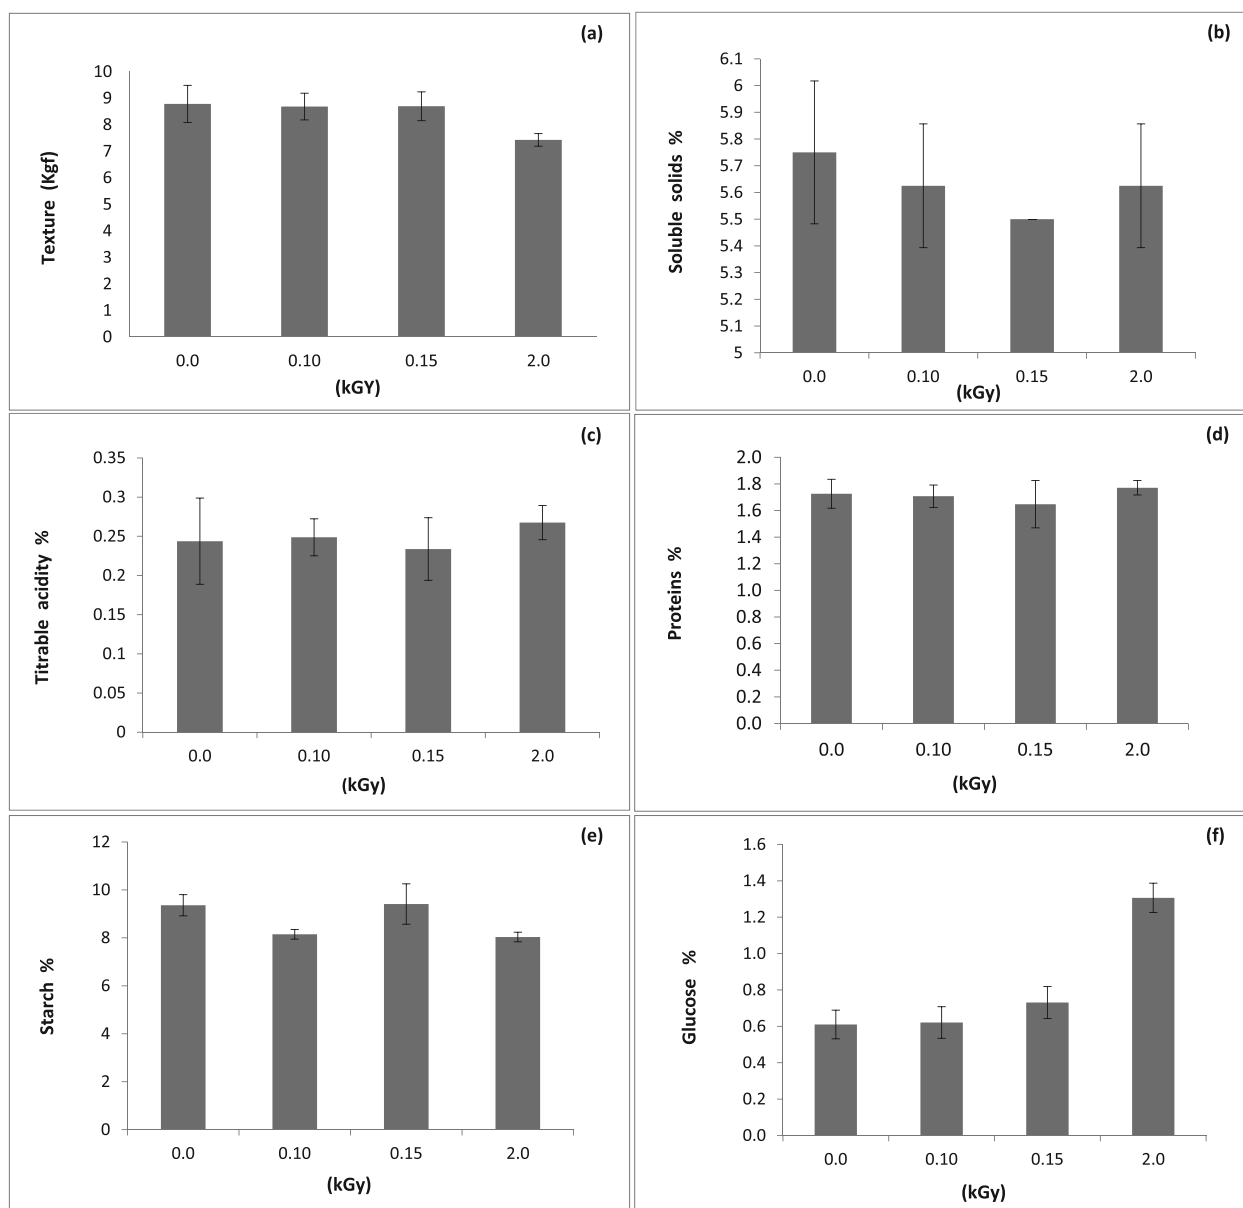 (a)
10
9
8
7
6
5
4
3
2
1
0
Texture (Kgf)
0.0 0.10 0.15 2.0
(kGY)
(b)
6.1
6
5.9
5.8
5.7
5.6
5.5
5.4
5.3
5.2
5.1
5
Soluble solids %
0.0 0.10 0.15 2.0
(kGy)
(c)
0.35
0.3
0.25
0.2
0.15
0.1
0.05
0
Titrable acidity %
0.0 0.10 0.15 2.0
(kGy)
(d)
2.0
1.8
1.6
1.4
1.2
1.0
0.8
0.6
0.4
0.2
0.0
Proteins %
0.0 0.10 0.15 2.0
(kGy)
(e)
12
10
8
6
4
2
0
Starch %
0.0 0.10 0.15 2.0
(kGy)
(f)
1.6
1.4
1.2
1.0
0.8
0.6
0.4
0.2
0.0
Glucose %
0.0 0.10 0.15 2.0
(kGy)